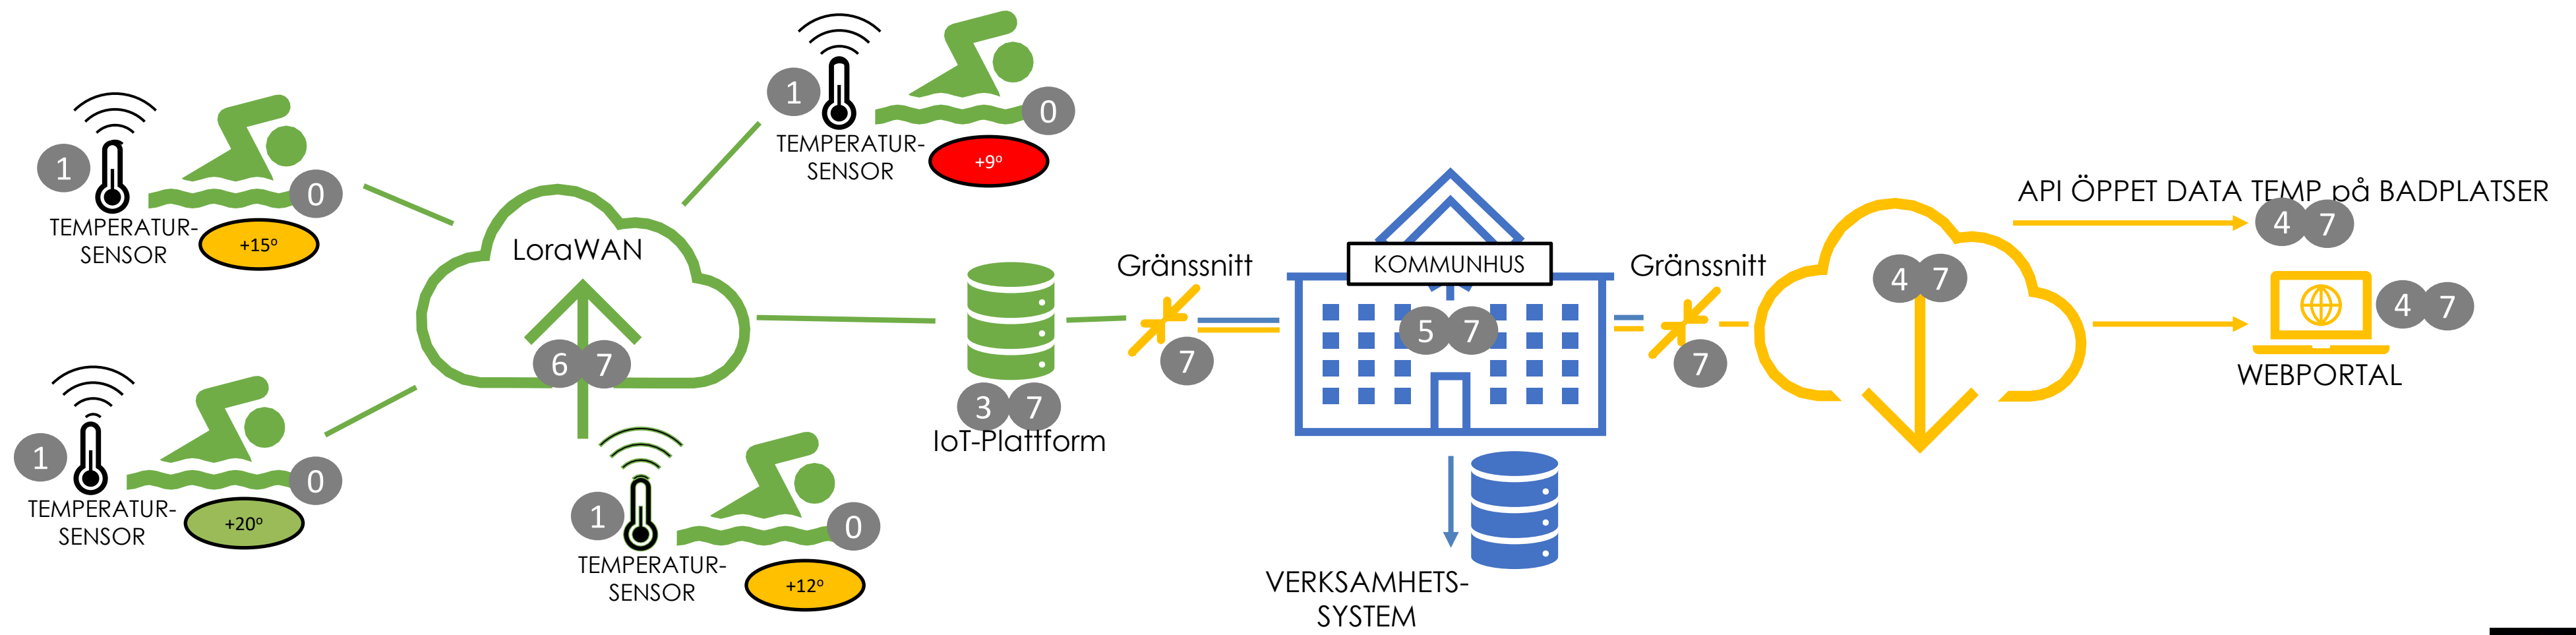 1
0
TEMPERATUR-
SENSOR
+15º
1
0
TEMPERATUR-
SENSOR
+9º
1
0
TEMPERATUR-
SENSOR
+20º
1
0
TEMPERATUR-
SENSOR
+12º
LoraWAN
6 7
3 7
IoT-Plattform
Gränssnitt
7
KOMMUNHUS
5 7
VERKSAMHETS-
SYSTEM
Gränssnitt
7
4 7
API ÖPPET DATA TEMP på BADPLATSER
4 7
4 7
WEBPORTAL